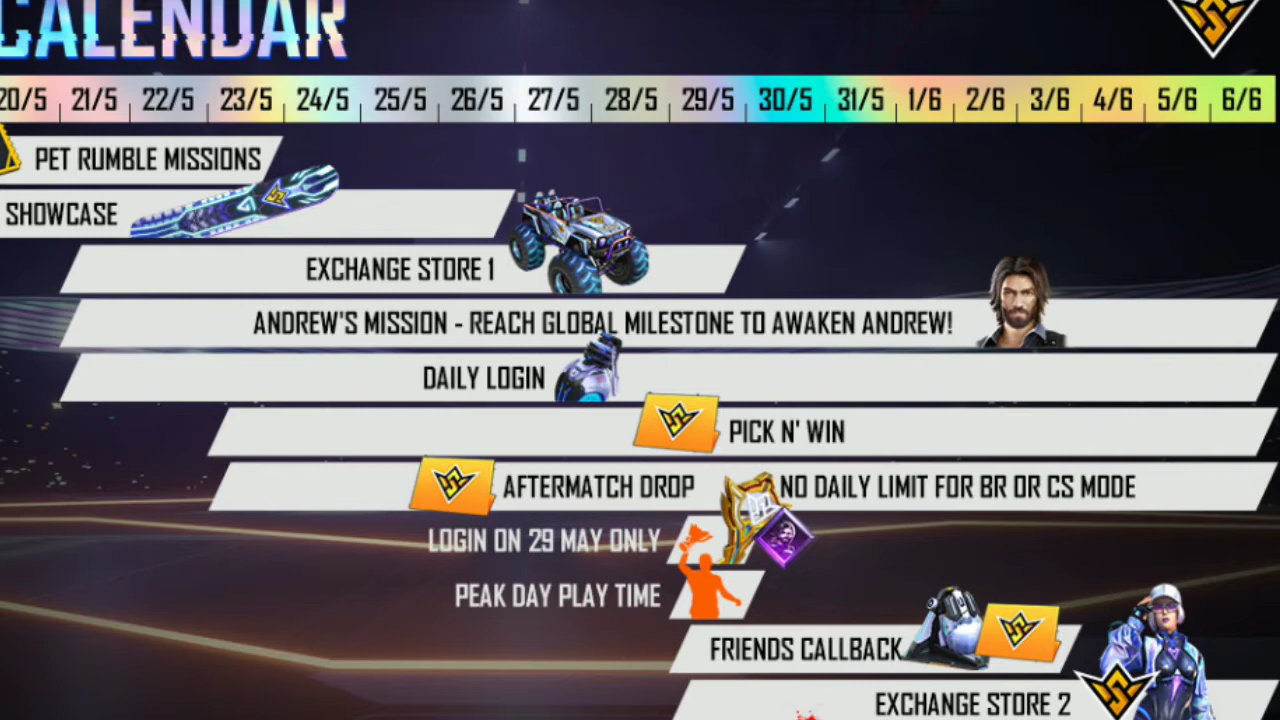 CALENDAR
20/5 21/5 22/5 23/5 24/5 25/5 26/5 27/5 28/5 29/5 30/5 31/5 1/6 2/6 3/6 4/6 5/6 6/6
PET RUMBLE MISSIONS
SHOWCASE
EXCHANGE STORE 1
ANDREW'S MISSION - REACH GLOBAL MILESTONE TO AWAKEN ANDREW!
DAILY LOGIN
PICK N' WIN
AFTERMATCH DROP NO DAILY LIMIT FOR BR OR CS MODE
LOGIN ON 29 MAY ONLY
PEAK DAY PLAY TIME
FRIENDS CALLBACK
EXCHANGE STORE 2